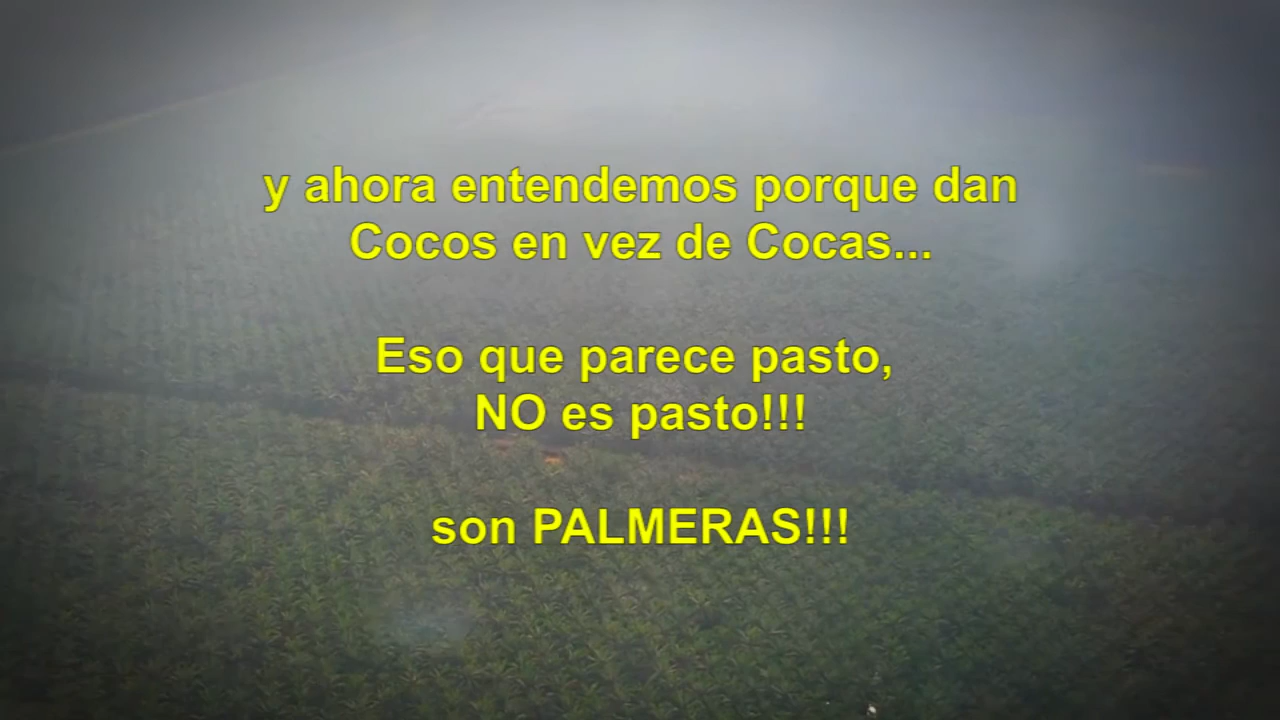 y ahora entendemos porque dan
Cocos en vez de Cocas...
Eso que parece pasto,
NO es pasto!!!
son PALMERAS!!!